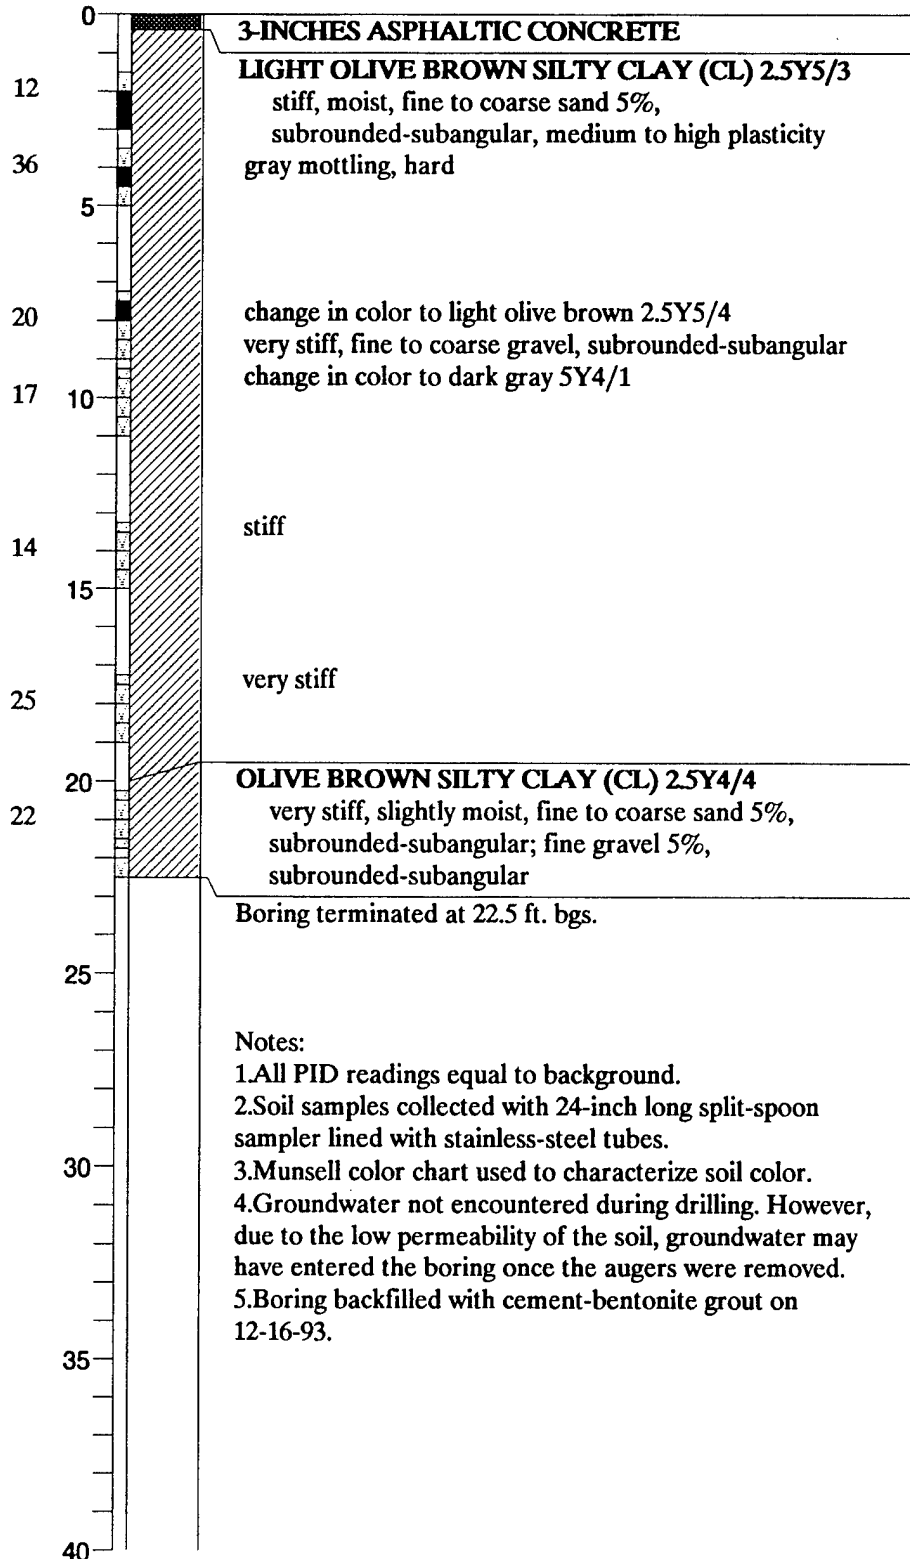 0
3-INCHES ASPHALTIC CONCRETE
LIGHT OLIVE BROWN SILTY CLAY (CL) 2.5Y5/3
12
stiff, moist, fine to coarse sand 5%,
subrounded-subangular, medium to high plasticity
36
gray mottling, hard
5
20
change in color to light olive brown 2.5Y5/4
very stiff, fine to coarse gravel, subrounded-subangular
change in color to dark gray 5Y4/1
17
10
stiff
14
15
very stiff
25
20
OLIVE BROWN SILTY CLAY (CL) 2.5Y4/4
22
very stiff, slightly moist, fine to coarse sand 5%,
subrounded-subangular; fine gravel 5%,
subrounded-subangular
Boring terminated at 22.5 ft. bgs.
25
Notes:
1.All PID readings equal to background.
2.Soil samples collected with 24-inch long split-spoon
sampler lined with stainless-steel tubes.
30
3.Munsell color chart used to characterize soil color.
4.Groundwater not encountered during drilling. However,
due to the low permeability of the soil, groundwater may
have entered the boring once the augers were removed.
5.Boring backfilled with cement-bentonite grout on
12-16-93.
35
40